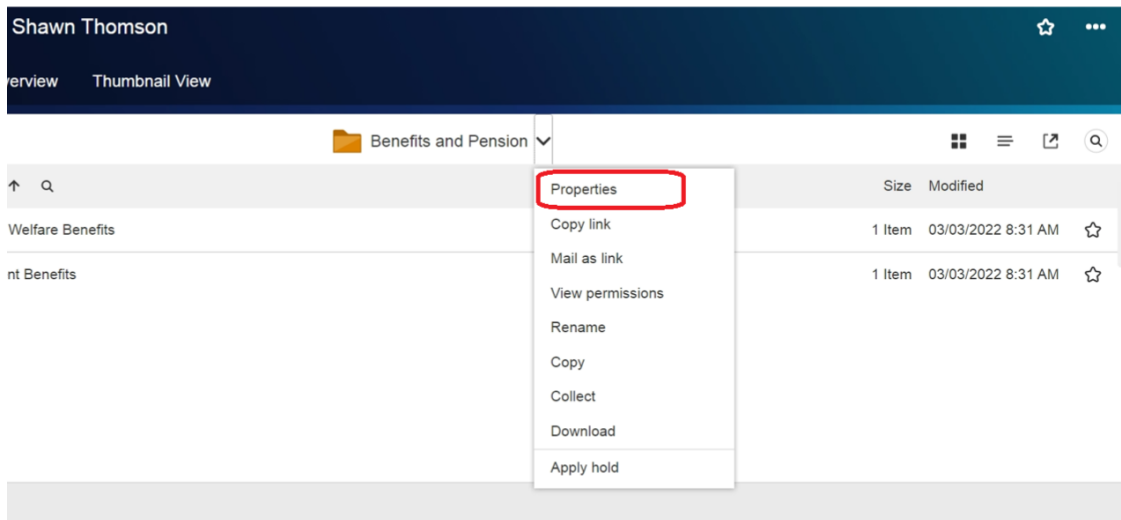 Shawn Thomson
verview Thumbnail View
Benefits and Pension
Properties
Size Modified
Welfare Benefits
Copy link
1 Item 03/03/2022 8:31 AM
Mail as link
nt Benefits
1 Item 03/03/2022 8:31 AM
View permissions
Rename
Copy
Collect
Download
Apply hold